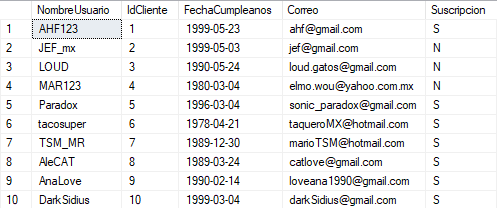 NombreUsuario IdCliente FechaCumpleanos Correo Suscripcion
1 AHF123 1 1999-05-23 ahf@gmail.com S
2 JEF_mx 2 1999-05-03 jef@gmail.com N
3 LOUD 3 1990-05-24 loud.gatos@gmail.com N
4 MAR123 4 1980-03-04 elmo.wou@yahoo.com.mx N
5 Paradox 5 1996-03-04 sonic_paradox@gmail.com S
6 tacosuper 6 1978-04-21 taqueroMX@hotmail.com S
7 TSM_MR 7 1989-12-30 marioTSM@hotmail.com S
8 AleCAT 8 1989-03-24 catlove@gmail.com S
9 AnaLove 9 1990-02-14 loveana1990@gmail.com S
10 DarkSidius 10 1999-03-04 darkSidius@gmail.com S